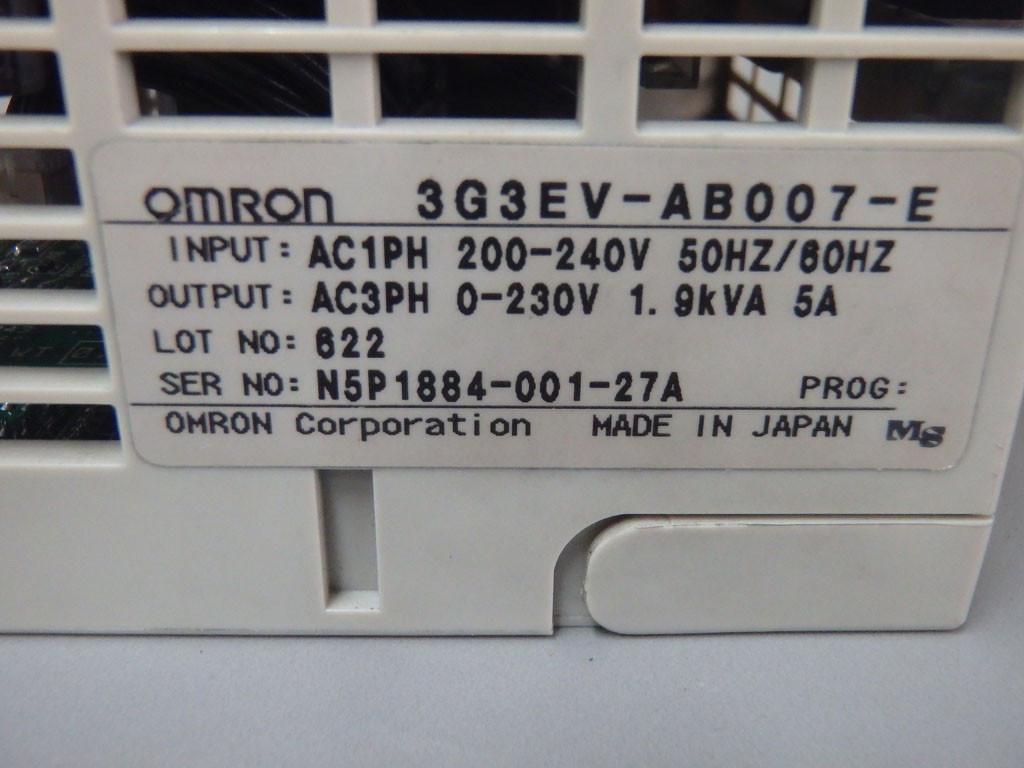 OMRON 3G3EV-AB007-E
INPUT: AC1PH 200-240V 50HZ/60HZ
OUTPUT: AC3PH 0-230V 1.9kVA 5A
LOT NO: 622
SER NO: N5P1884-001-27A PROG:
OMRON Corporation MADE IN JAPAN MS